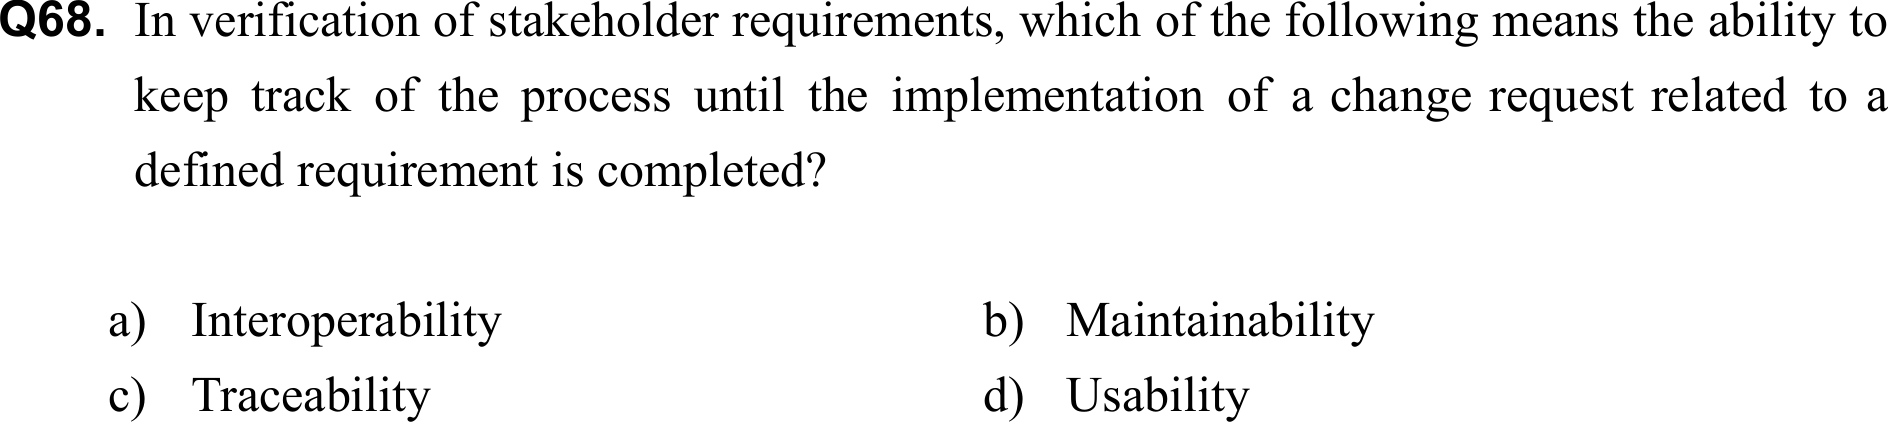 Q68. In verification of stakeholder requirements, which of the following means the ability to
keep track of the process until the implementation of a change request related to a
defined requirement is completed?
a) Interoperability b) Maintainability
c) Traceability d) Usability